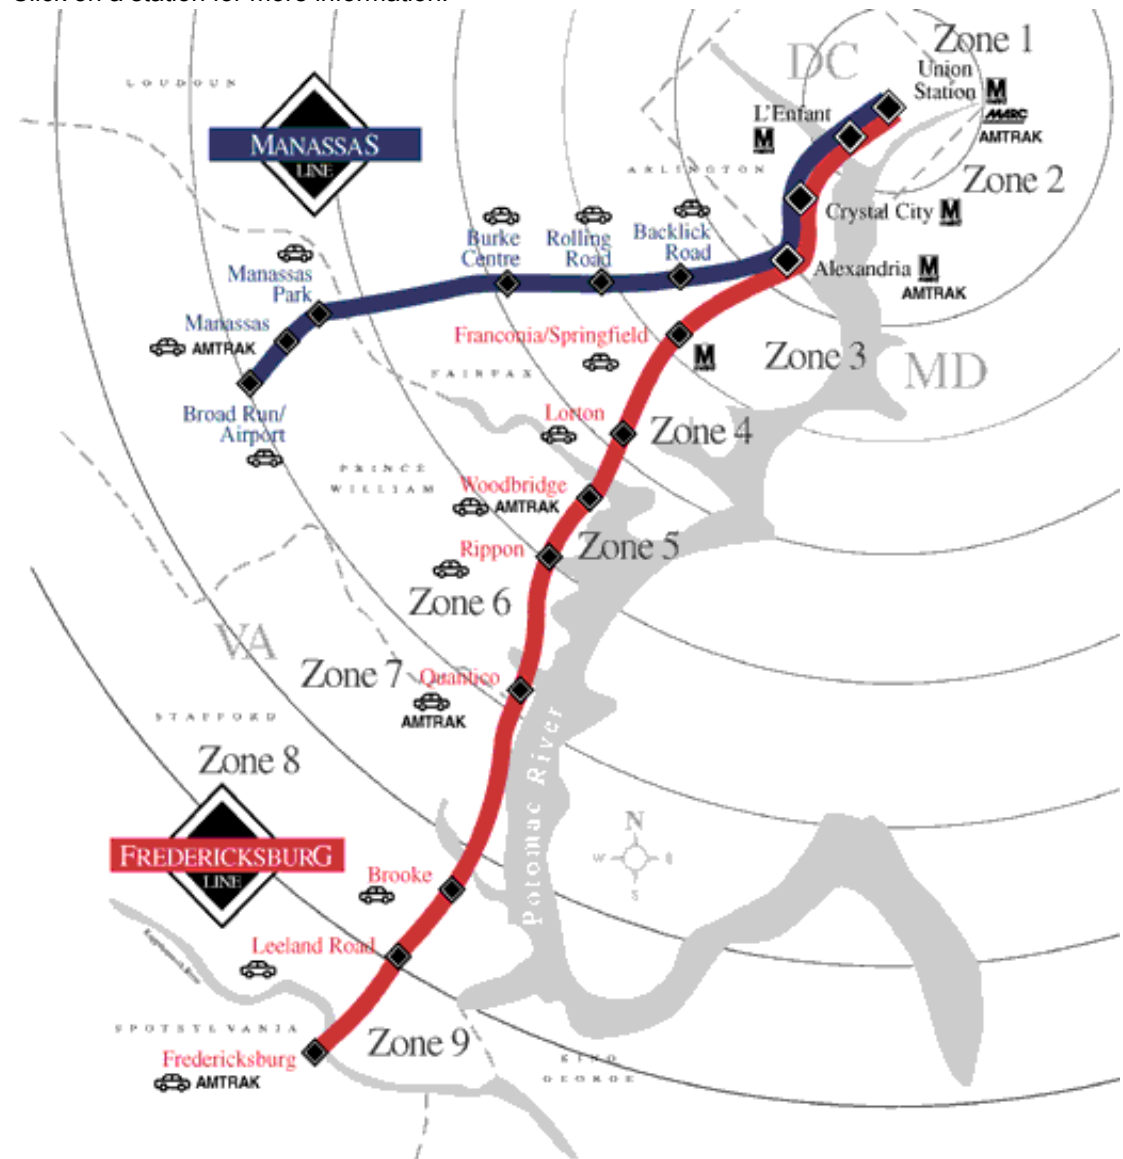 Click on a station for more information.
Zone 1
DC
Union
Station
M
LOUDOUN
L'Enfant
M
MARC
AMTRAK
MANASSAS
LINE
ARLINGTON
Zone 2
Crystal City M
Burke
Centre
Rolling
Road
Backlick
Road
Manassas
Park
Alexandria M
AMTRAK
Manassas
AMTRAK
Franconia/Springfield
M
Zone 3
MD
FAIRFAX
Broad Run/
Airport
Lorton
Zone 4
PRINCE
WILLIAM
Woodbridge
AMTRAK
Rippon
Zone 5
Zone 6
VA
Zone 7
Quantico
AMTRAK
STAFFORD
Potomac River
Zone 8
FREDERICKSBURG
LINE
N
W
E
S
Brooke
Leeland Road
SPOTSYLVANIA
Zone 9
Fredericksburg
AMTRAK
KING
GEORGE